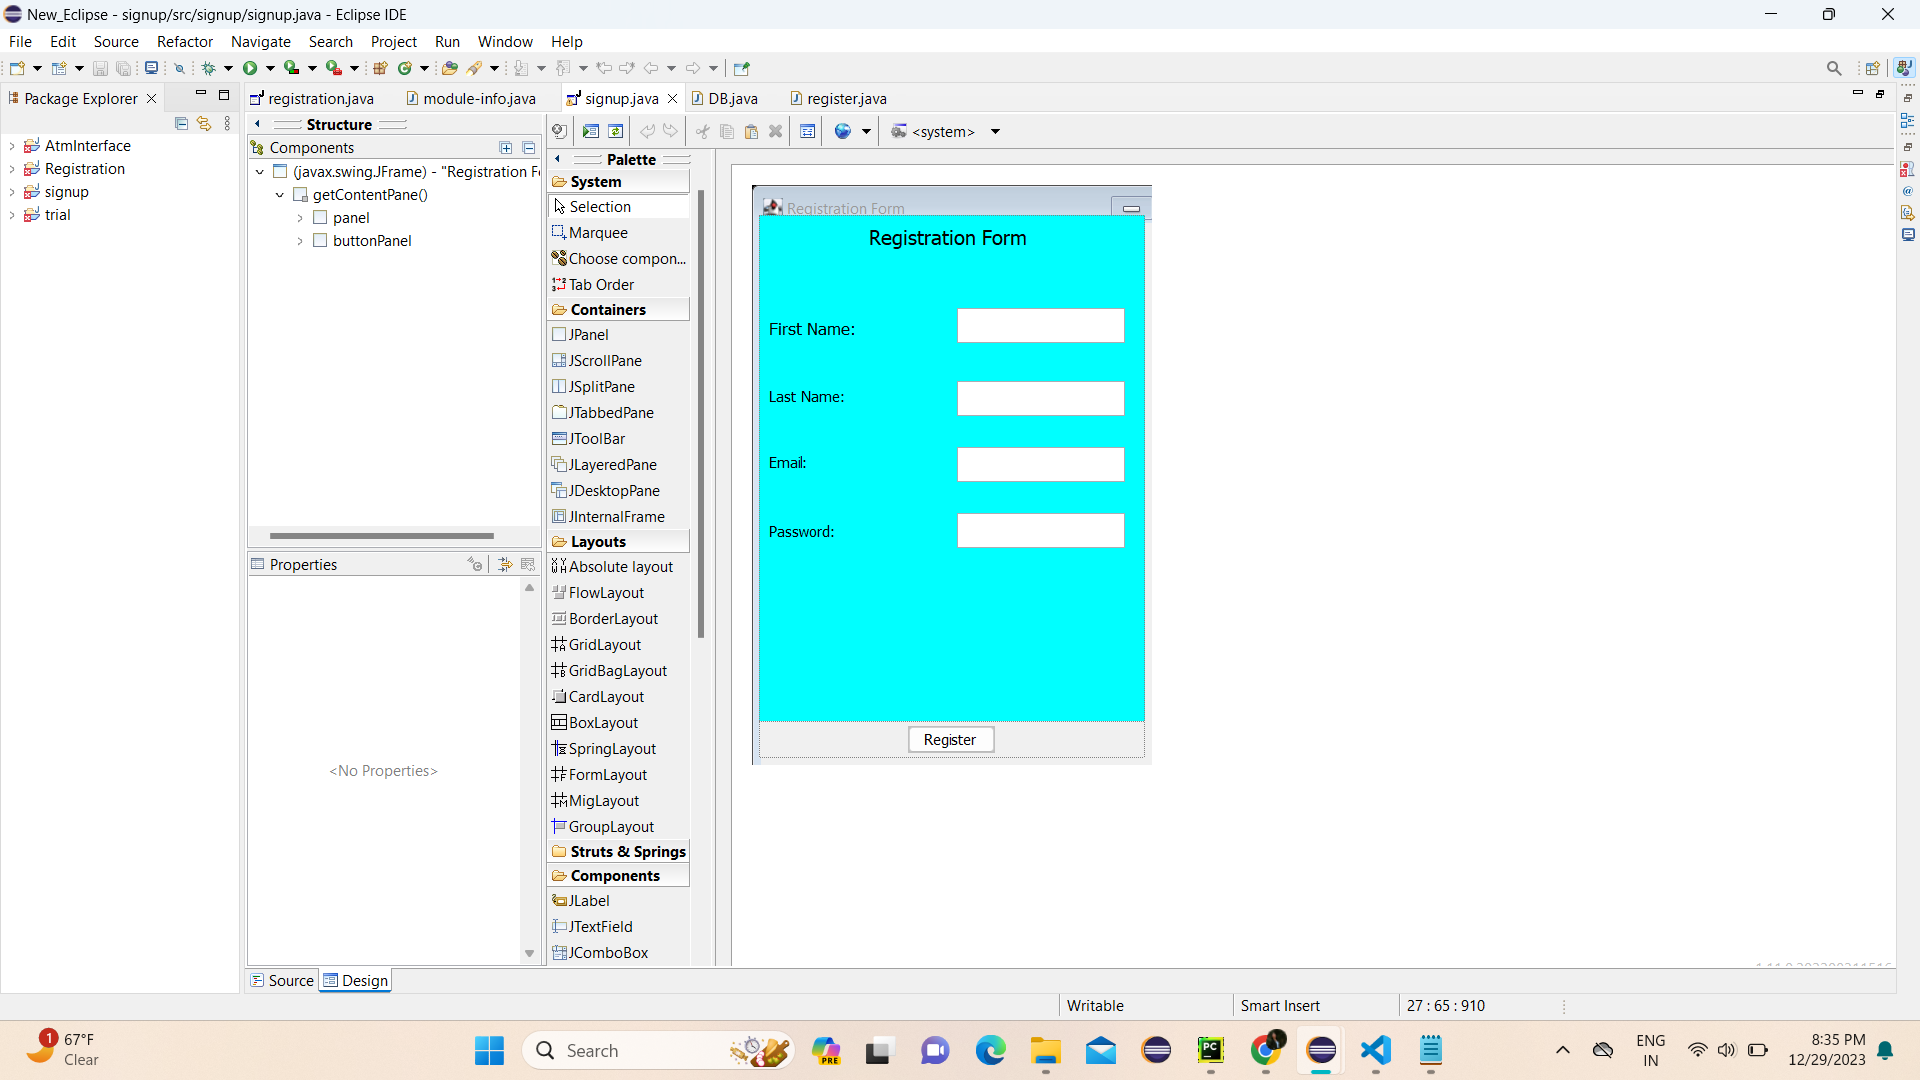 New_Eclipse - signup/src/signup/signup.java - Eclipse IDE
File Edit Source Refactor Navigate Search Project Run Window Help
Package Explorer
AtmInterface
Registration
signup
trial
registration.java module-info.java signup.java DB.java register.java
Structure
Components
(javax.swing.JFrame) - "Registration F
getContentPane()
panel
buttonPanel
Properties
<No Properties>
<system>
Palette
System
Selection
Marquee
Choose compon...
Tab Order
Containers
JPanel
JScrollPane
JSplitPane
JTabbedPane
JToolBar
JLayeredPane
JDesktopPane
JInternalFrame
Layouts
Absolute layout
FlowLayout
BorderLayout
GridLayout
GridBagLayout
CardLayout
BoxLayout
SpringLayout
FormLayout
MigLayout
GroupLayout
Struts & Springs
Components
JLabel
JTextField
JComboBox
Registration Form
Registration Form
First Name:
Last Name:
Email:
Password:
Register
Source Design
Writable Smart Insert 27 : 65 : 910
1 67°F
Clear
Search
PRE
PC
ENG
IN
8:35 PM
12/29/2023